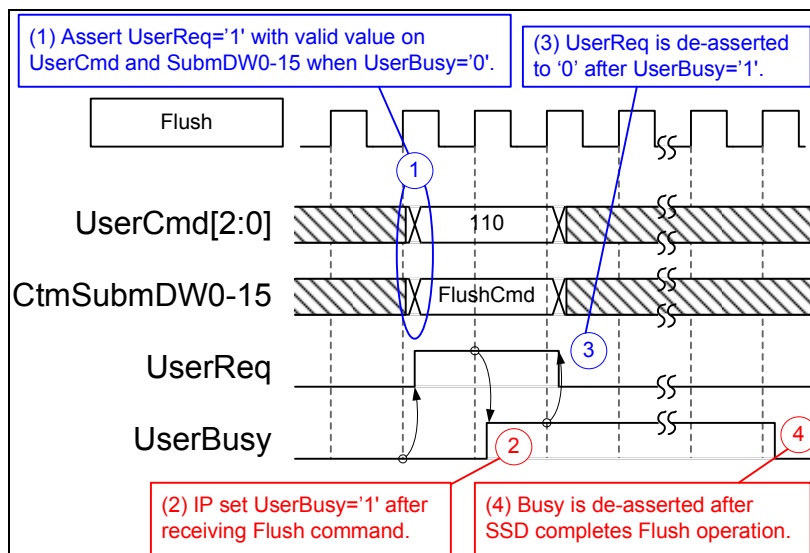 (1) Assert UserReq=’1’ with valid value on
UserCmd and SubmDW0-15 when UserBusy=’0’.
(3) UserReq is de-asserted
to ‘0’ after UserBusy=’1’.
Flush
1
UserCmd[2:0]
110
CtmSubmDW0-15
FlushCmd
UserReq
3
UserBusy
2
4
(2) IP set UserBusy=’1’ after
receiving Flush command.
(4) Busy is de-asserted after
SSD completes Flush operation.